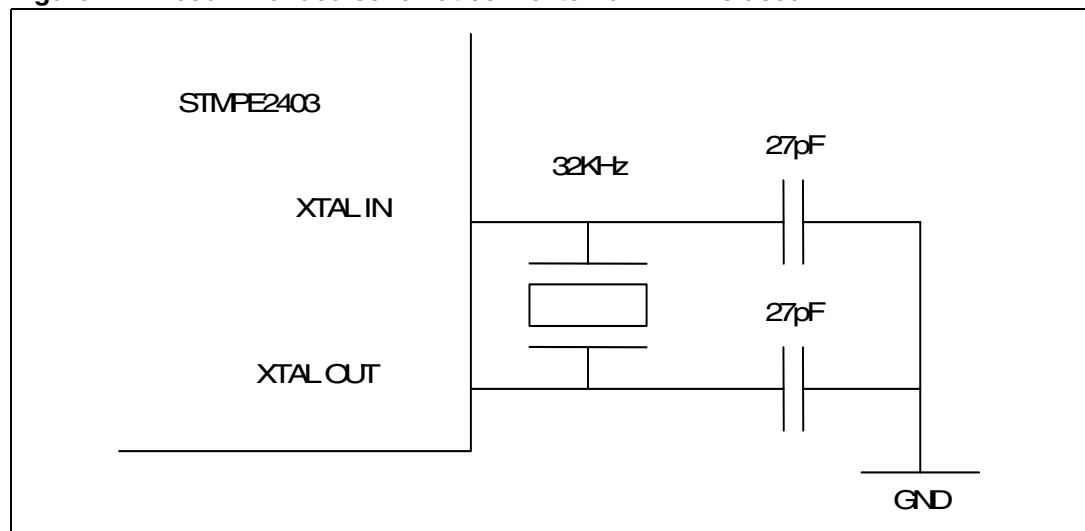 STMPE2403
32KHz
27pF
XTAL IN
27pF
XTAL OUT
GND